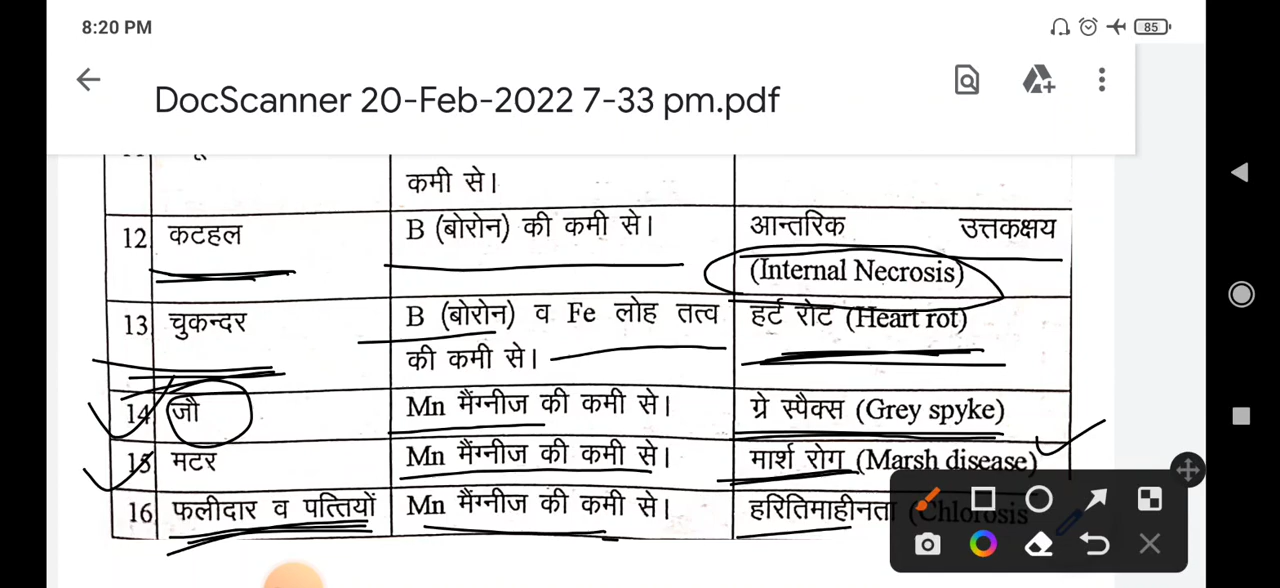 8:20 PM
85
DocScanner 20-Feb-2022 7-33 pm.pdf
कमी से।
12 कटहल B (बोरोन) की कमी से। आन्तरिक उत्तकक्षय
(Internal Necrosis)
13 चुकन्दर B (बोरोन) व Fe लोह तत्व हर्ट रोट (Heart rot)
की कमी से।
14 जौ Mn मैंग्नीज की कमी से। ग्रे स्पैक्स (Grey spyke)
15 मटर Mn मैंग्नीज की कमी से। मार्श रोग (Marsh disease)
16 फलीदार व पत्तियों Mn मैंग्नीज की कमी से। हरितिमाहीनता (Chlorosis